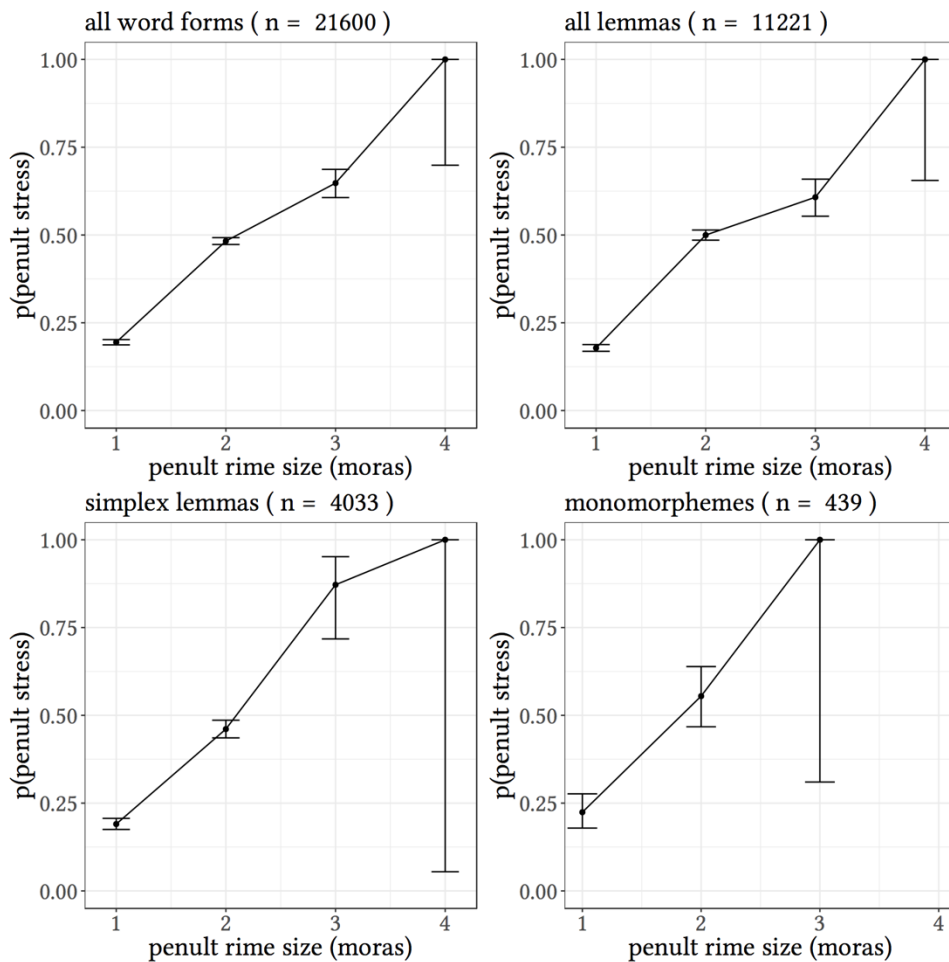 all word forms ( n =  21600 )
1.00
0.75
0.50
0.25
0.00
p(penult stress)
1 2 3 4
penult rime size (moras)
all lemmas ( n =  11221 )
1.00
0.75
0.50
0.25
0.00
p(penult stress)
1 2 3 4
penult rime size (moras)
simplex lemmas ( n =  4033 )
1.00
0.75
0.50
0.25
0.00
p(penult stress)
1 2 3 4
penult rime size (moras)
monomorphemes ( n =  439 )
1.00
0.75
0.50
0.25
0.00
p(penult stress)
1 2 3 4
penult rime size (moras)